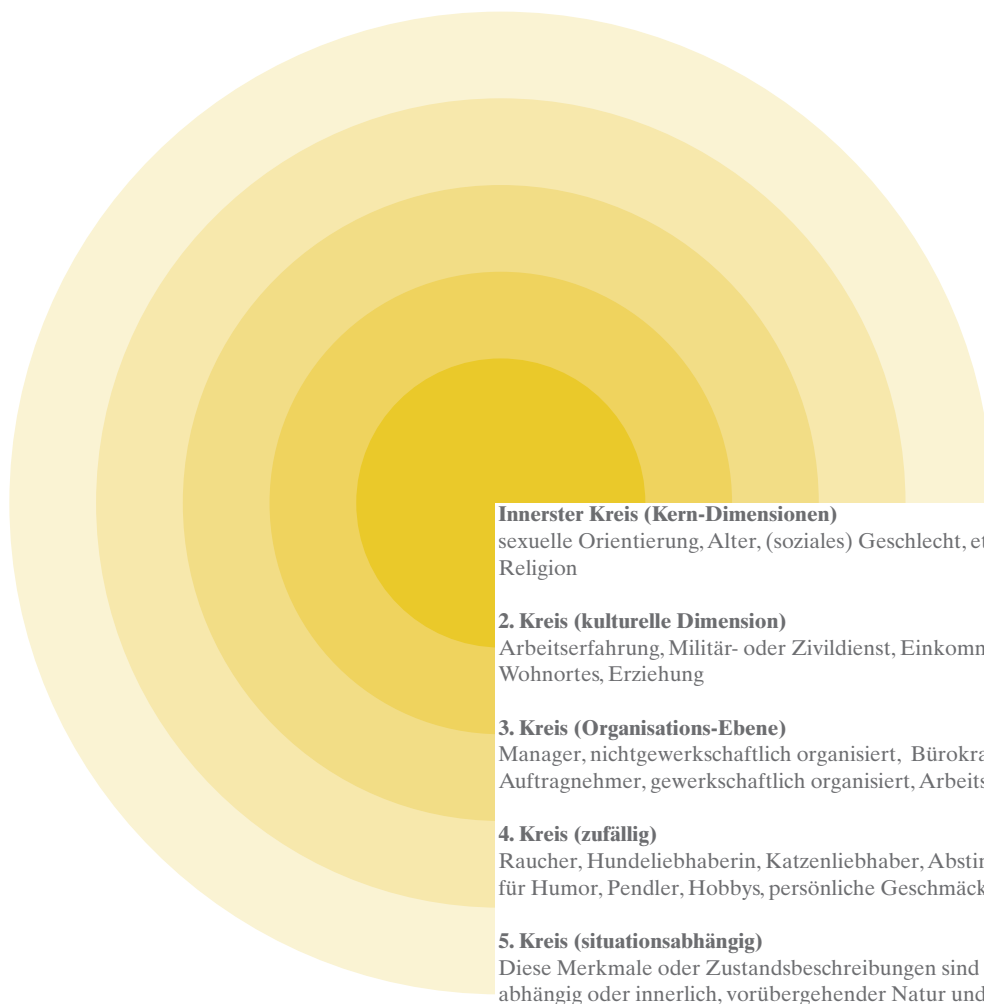 Innerster Kreis (Kern-Dimensionen)
sexuelle Orientierung, Alter, (soziales) Geschlecht,
Religion
2. Kreis (kulturelle Dimension)
Arbeitserfahrung, Militär- oder Zivildienst,
Wohnortes, Erziehung
3. Kreis (Organisations-Ebene)
Manager, nichtgewerkschaftlich organisiert,
Auftragnehmer, gewerkschaftlich organisiert,
4. Kreis (zufällig)
Raucher, Hundeliebhaberin, Katzenliebhaber,
für Humor, Pendler, Hobbys, persönliche
5. Kreis (situationsabhängig)
Diese Merkmale oder Zustandsbeschreibungen sind
abhängig oder innerlich, vorübergehender Natur und